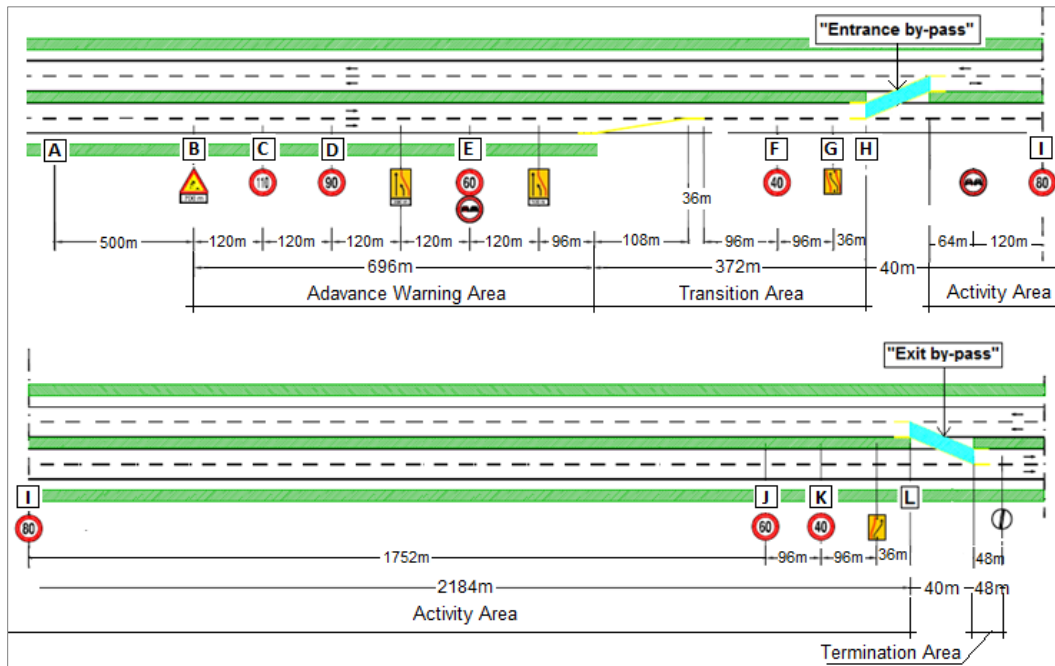 "Entrance by-pass"
A
B
C
D
E
F
G
H
I
700 m
110
90
60
40
80
500m
120m
120m
120m
120m
120m
96m
108m
36m
96m
96m
36m
64m
120m
696m
372m
40m
Adavance Warning Area
Transition Area
Activity Area
"Exit by-pass"
I
J
K
L
80
60
40
1752m
96m
96m
36m
48m
2184m
40m
48m
Activity Area
Termination Area